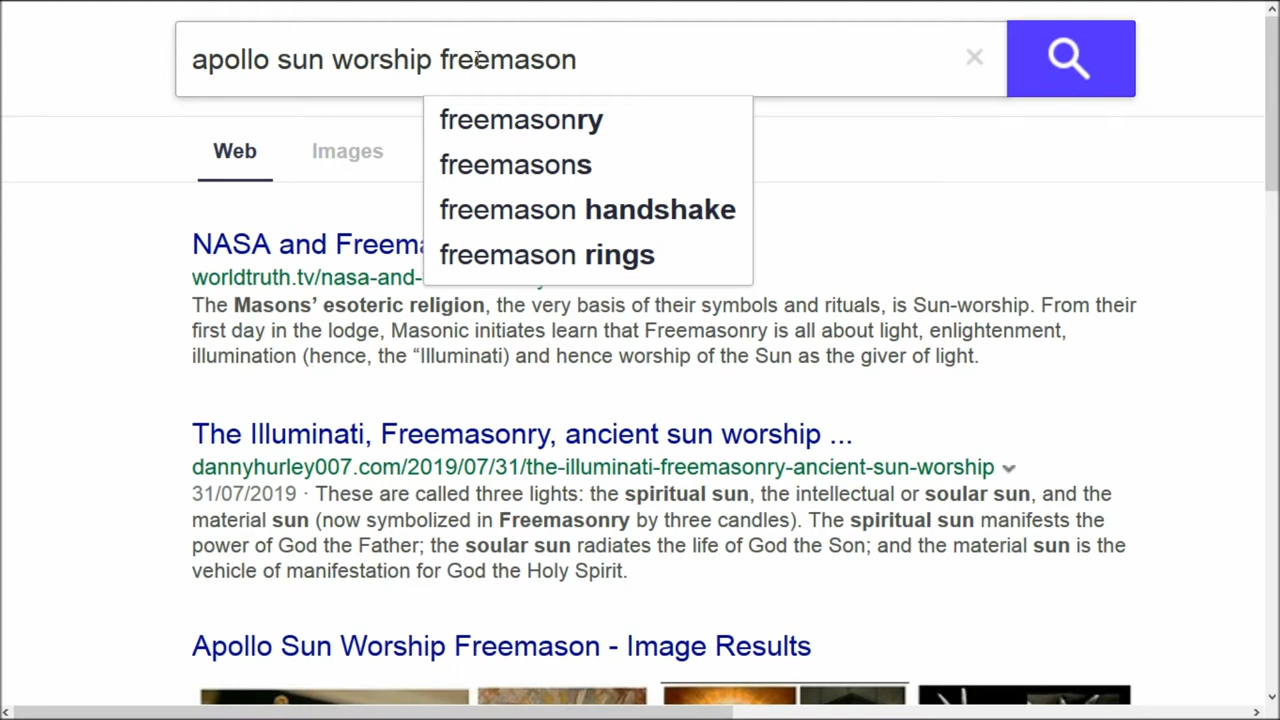 apollo sun worship freemason
freemasonry
freemasons
freemason handshake
freemason rings
Web Images
NASA and
worldtruth.tv/nasa-and-
The Masons’ esoteric religion, the very basis of their symbols and rituals, is Sun-worship. From their
first day in the lodge, Masonic initiates learn that Freemasonry is all about light, enlightenment,
illumination (hence, the “Illuminati) and hence worship of the Sun as the giver of light.
The Illuminati, Freemasonry, ancient sun worship ...
dannyhurley007.com/2019/07/31/the-illuminati-freemasonry-ancient-sun-worship
31/07/2019 · These are called three lights: the spiritual sun, the intellectual or soular sun, and the
material sun (now symbolized in Freemasonry by three candles). The spiritual sun manifests the
power of God the Father; the soular sun radiates the life of God the Son; and the material sun is the
vehicle of manifestation for God the Holy Spirit.
Apollo Sun Worship Freemason - Image Results